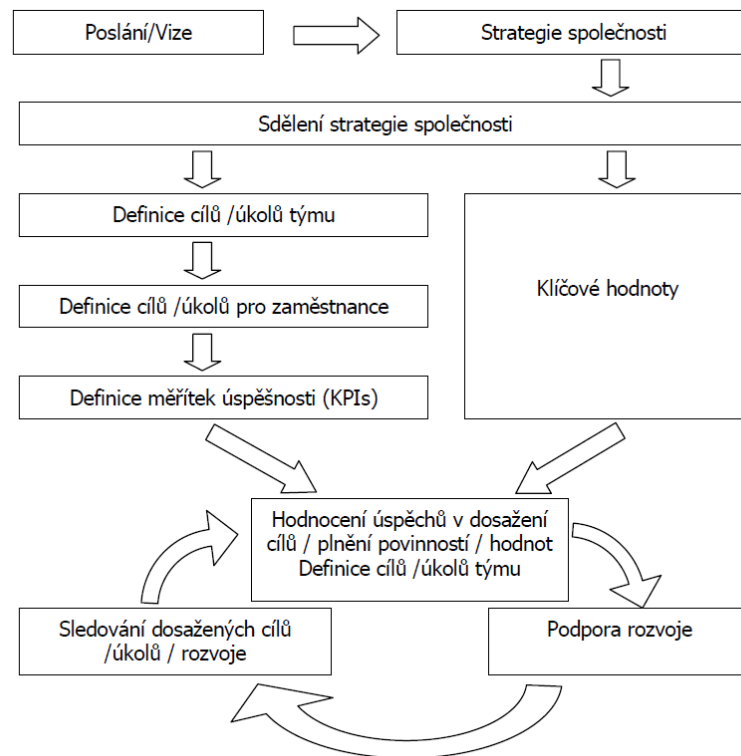 Poslání/Vize
Strategie společnosti
Sdělení strategie společnosti
Definice cílů /úkolů týmu
Definice cílů /úkolů pro zaměstnance
Definice měřítek úspěšnosti (KPIs)
Klíčové hodnoty
Hodnocení úspěchů v dosažení
cílů / plnění povinností / hodnot
Definice cílů /úkolů týmu
Sledování dosažených cílů
/úkolů / rozvoje
Podpora rozvoje